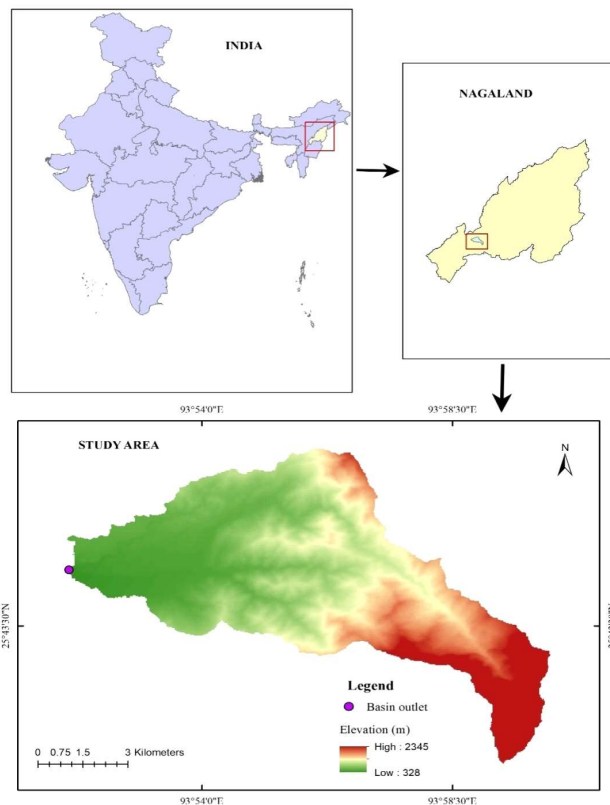 INDIA
NAGALAND
93°54'0"E
93°58'30"E
STUDY AREA
N
25°43'30"N
Legend
Basin outlet
Elevation (m)
High : 2345
Low : 328
0 0.75 1.5 3 Kilometers
93°54'0"E
93°58'30"E